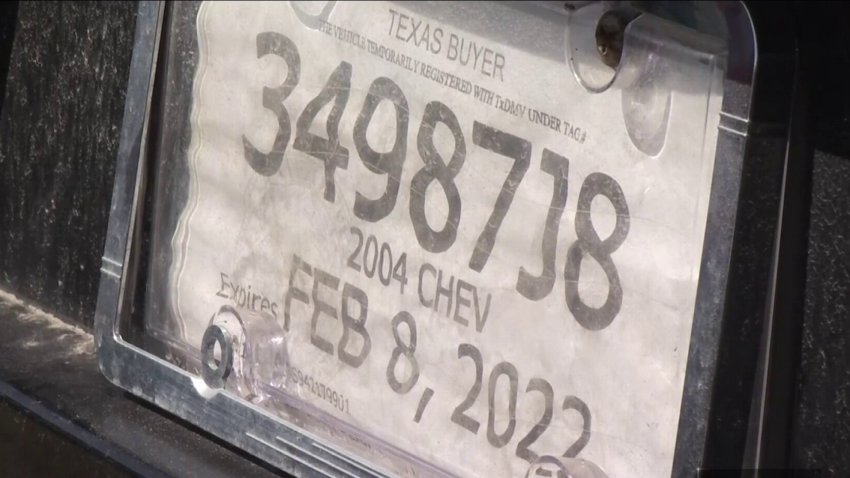 TEXAS BUYER
THE VEHICLE TEMPORARILY REGISTERED WITH TxDMV UNDER TAG#
34987J8
2004 CHEV
Expires
FEB 8, 2022